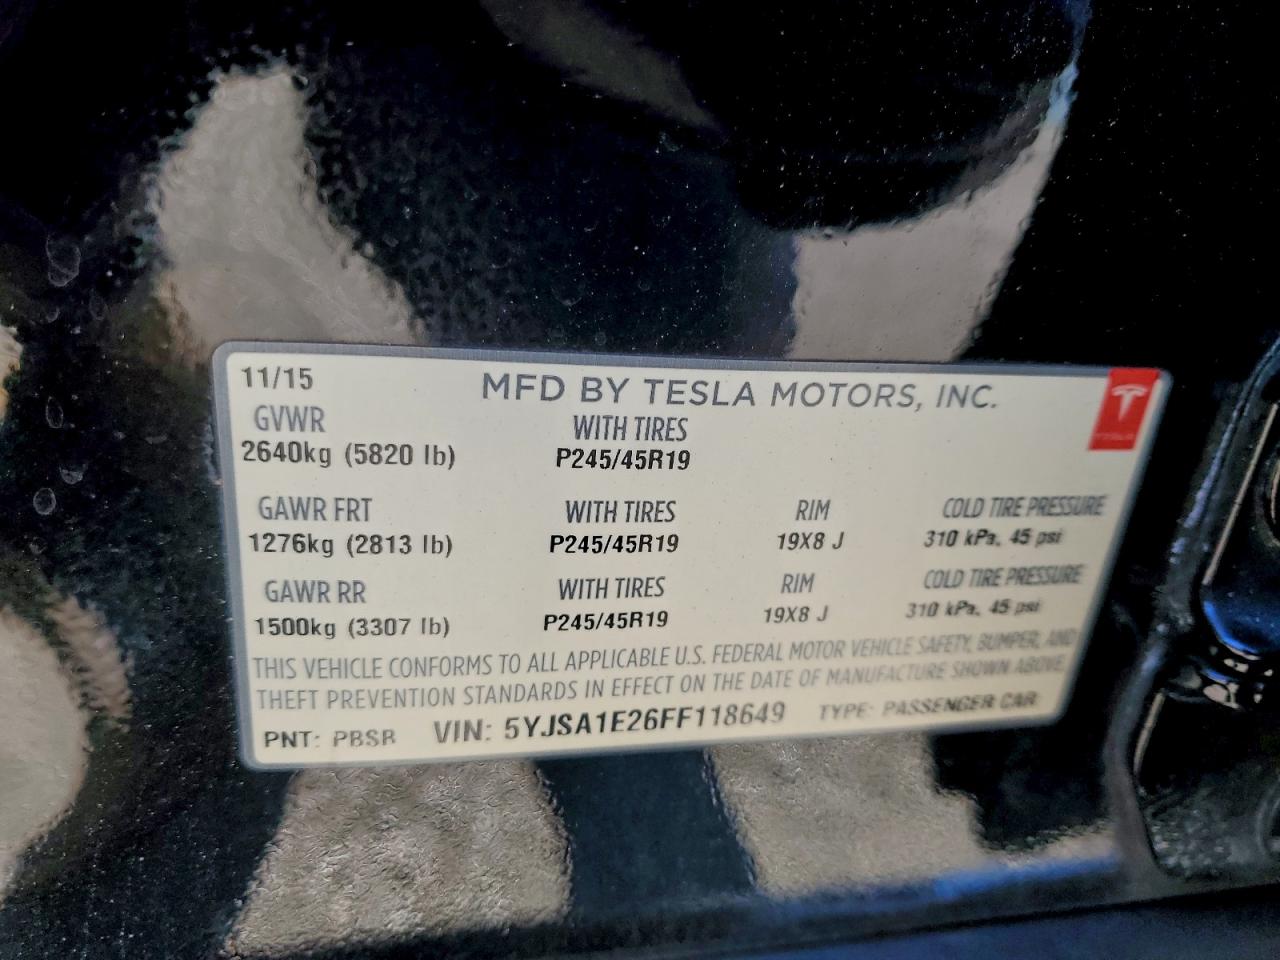 11/15 MFD BY TESLA MOTORS, INC.
GVWR WITH TIRES
2640kg (5820 lb) P245/45R19
GAWR FRT WITH TIRES RIM COLD TIRE PRESSURE
1276kg (2813 lb) P245/45R19 19X8 J 310 kPa, 45 psi
GAWR RR WITH TIRES RIM COLD TIRE PRESSURE
1500kg (3307 lb) P245/45R19 19X8 J 310 kPa, 45 psi
THIS VEHICLE CONFORMS TO ALL APPLICABLE U.S. FEDERAL MOTOR VEHICLE SAFETY, BUMPER, AND
THEFT PREVENTION STANDARDS IN EFFECT ON THE DATE OF MANUFACTURE SHOWN ABOVE
PNT: PBSR VIN: 5YJSA1E26FF118649 TYPE: PASSENGER CAR
TESLA